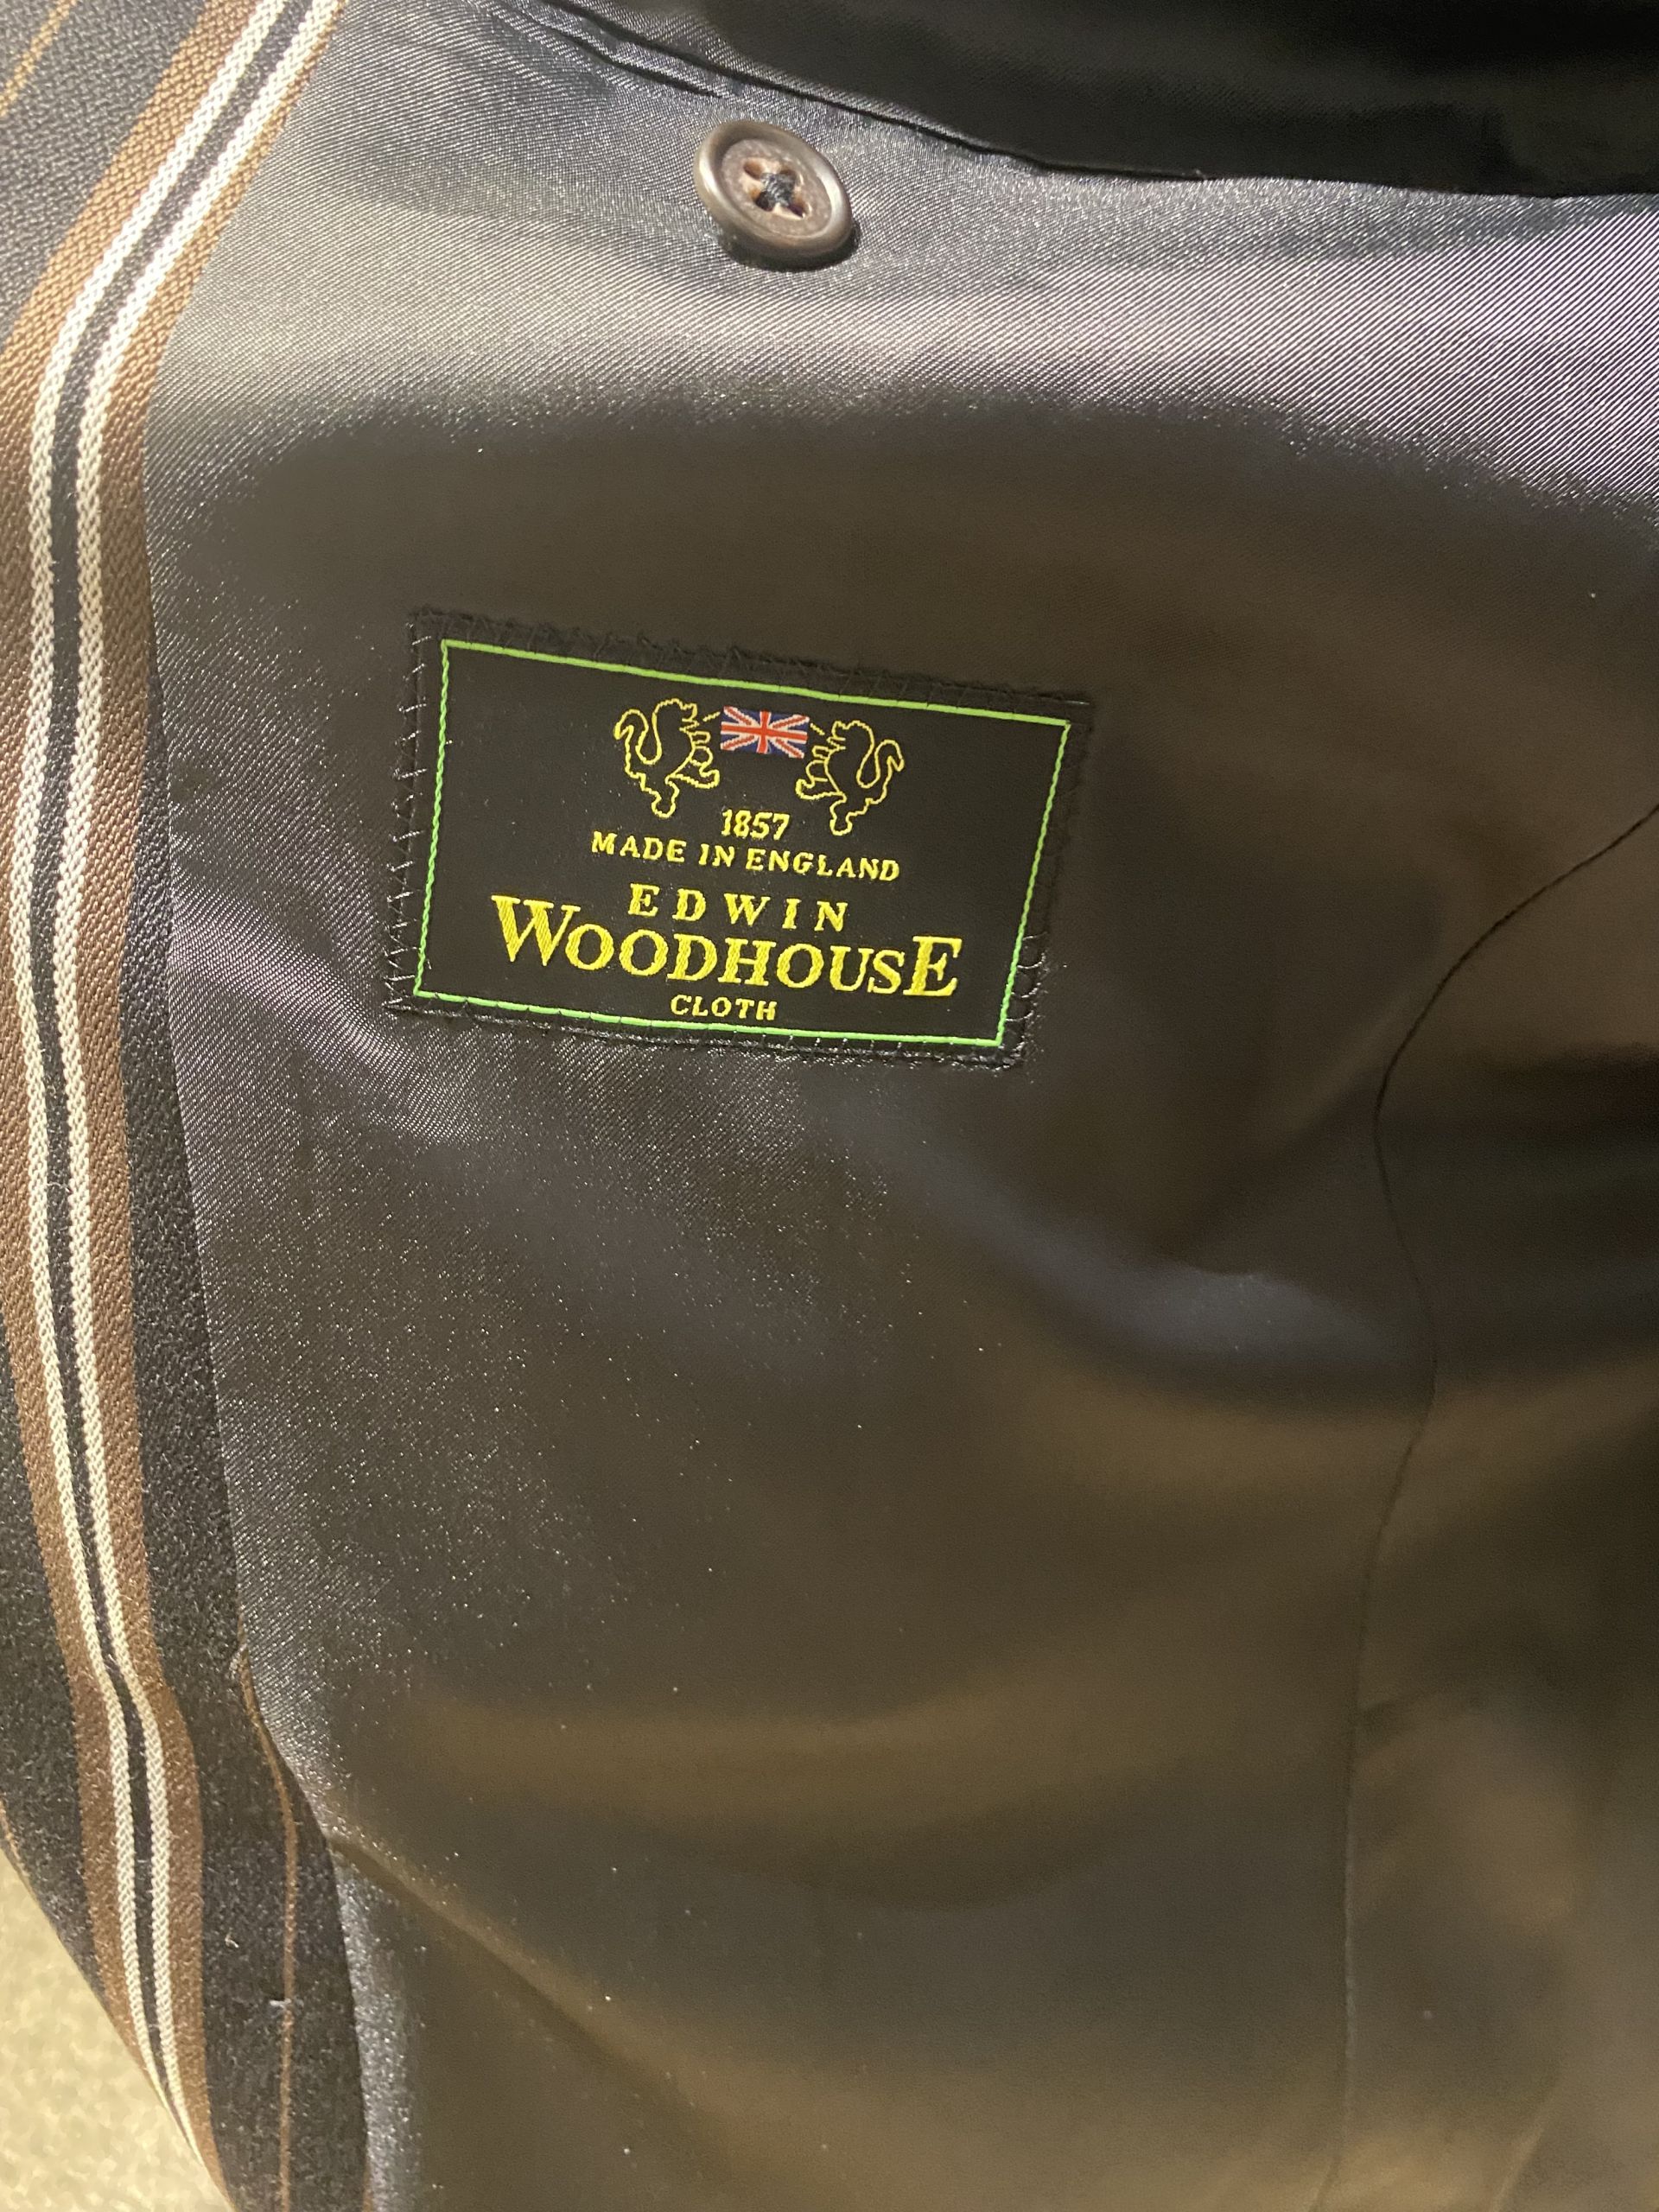 1857
MADE IN ENGLAND
EDWIN
WOODHOUSE
CLOTH